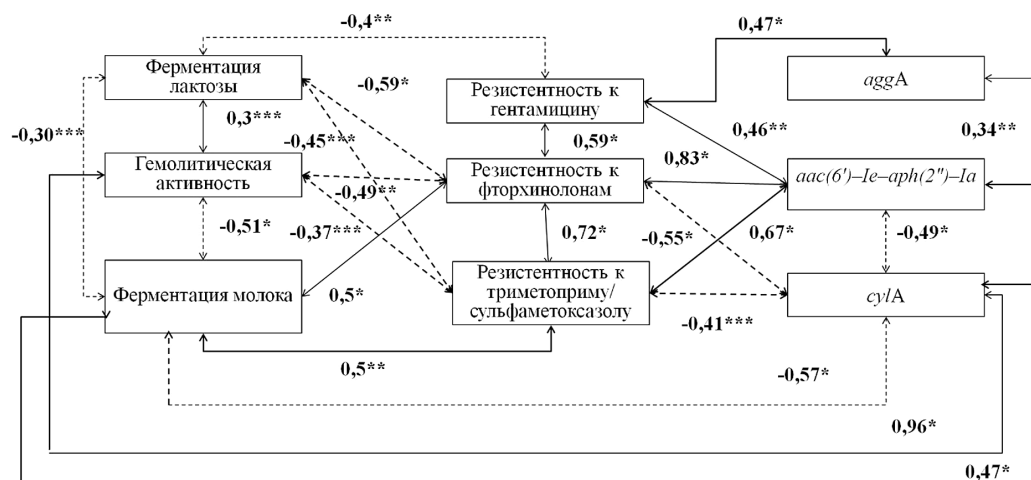 -0,4**
0,47*
Ферментация
лактозы
-0,59*
Резистентность к
гентамицину
aggA
-0,30***
0,3***
-0,45***
0,59*
0,46**
0,34**
Гемолитическая
активность
-0,49**
Резистентность к
фторхинолонам
0,83*
aac(6')–Ie–aph(2")–Ia
-0,51*
-0,37***
0,72*
-0,55*
0,67*
-0,49*
Ферментация молока
0,5*
Резистентность к
триметоприму/
сульфаметоксазолу
cylA
-0,41***
0,5**
-0,57*
0,96*
0,47*